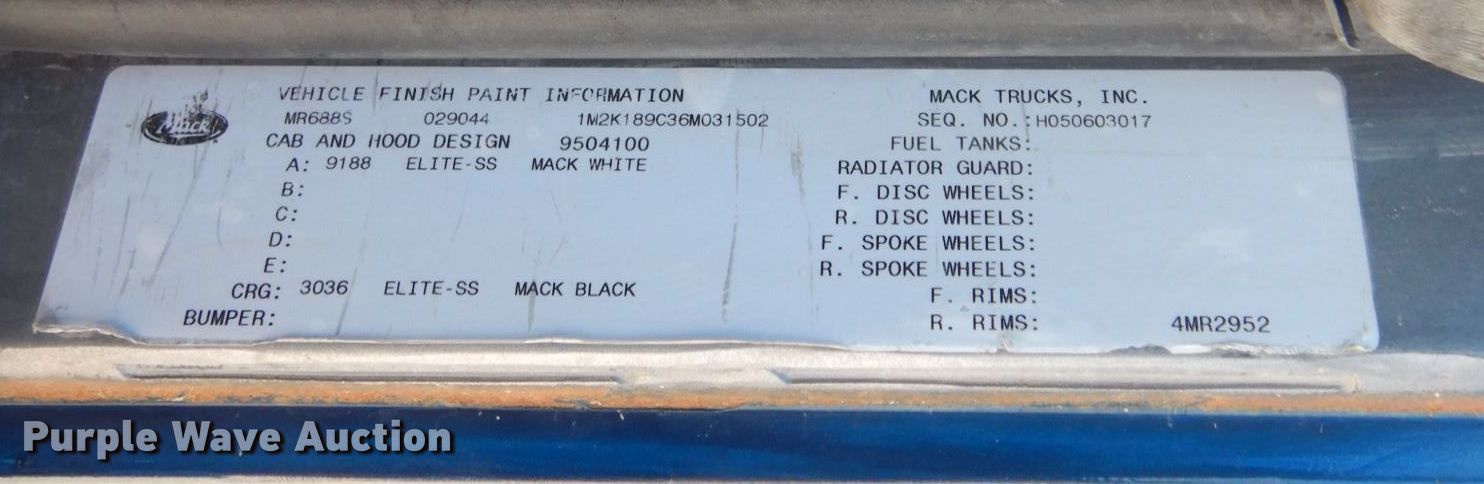 VEHICLE FINISH PAINT INFORMATION
MR688S 029044 1M2K189C36M031502
CAB AND HOOD DESIGN 9504100
A: 9188 ELITE-SS MACK WHITE
B:
C:
D:
E:
CRG: 3036 ELITE-SS MACK BLACK
BUMPER:
Mack
MACK TRUCKS, INC.
SEQ. NO.: H050603017
FUEL TANKS:
RADIATOR GUARD:
F. DISC WHEELS:
R. DISC WHEELS:
F. SPOKE WHEELS:
R. SPOKE WHEELS:
F. RIMS:
R. RIMS: 4MR2952
Purple Wave Auction